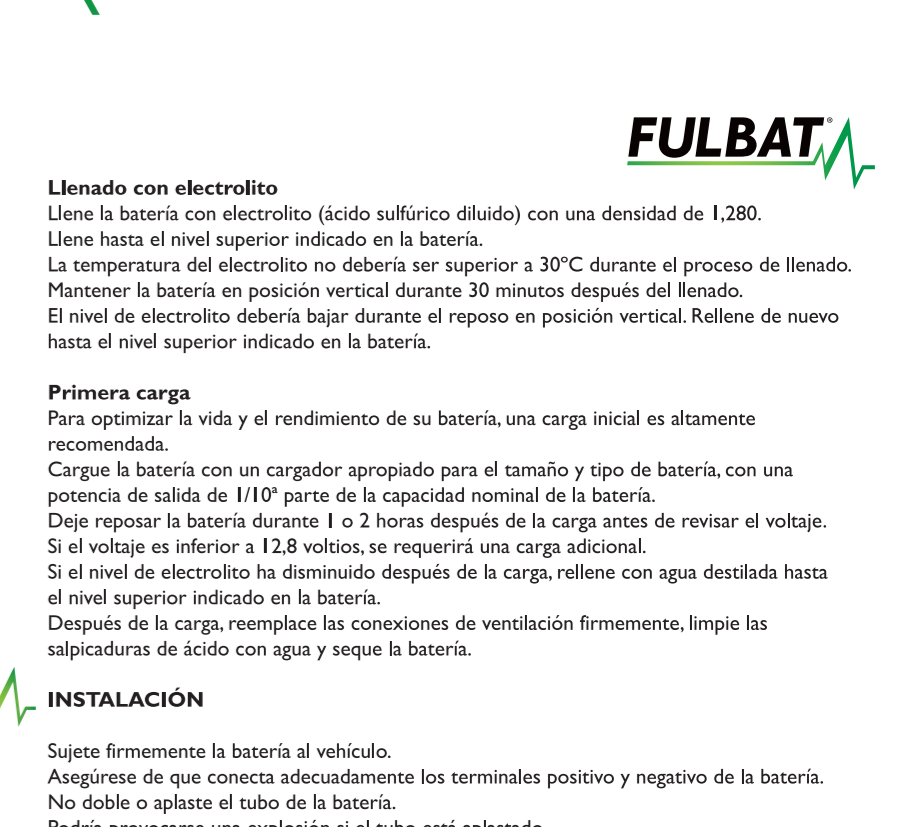 FULBAT®
Llenado con electrolito
Llene la batería con electrolito (ácido sulfúrico diluido) con una densidad de 1,280.
Llene hasta el nivel superior indicado en la batería.
La temperatura del electrolito no debería ser superior a 30ºC durante el proceso de llenado.
Mantener la batería en posición vertical durante 30 minutos después del llenado.
El nivel de electrolito debería bajar durante el reposo en posición vertical. Rellene de nuevo
hasta el nivel superior indicado en la batería.
Primera carga
Para optimizar la vida y el rendimiento de su batería, una carga inicial es altamente
recomendada.
Cargue la batería con un cargador apropiado para el tamaño y tipo de batería, con una
potencia de salida de 1/10ª parte de la capacidad nominal de la batería.
Deje reposar la batería durante 1 o 2 horas después de la carga antes de revisar el voltaje.
Si el voltaje es inferior a 12,8 voltios, se requerirá una carga adicional.
Si el nivel de electrolito ha disminuido después de la carga, rellene con agua destilada hasta
el nivel superior indicado en la batería.
Después de la carga, reemplace las conexiones de ventilación firmemente, limpie las
salpicaduras de ácido con agua y seque la batería.
INSTALACIÓN
Sujete firmemente la batería al vehículo.
Asegúrese de que conecta adecuadamente los terminales positivo y negativo de la batería.
No doble o aplaste el tubo de la batería.
Podría provocarse una explosión si el tubo está aplastado.